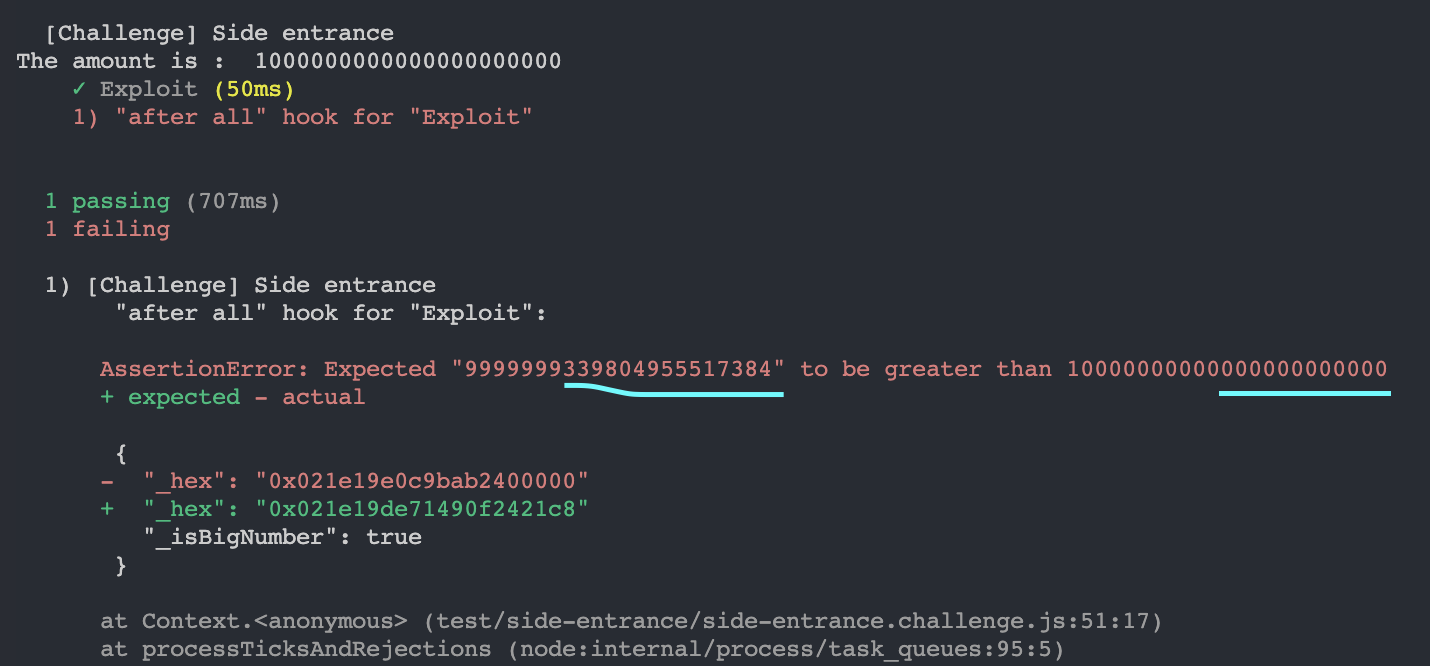 [Challenge] Side entrance
The amount is :  1000000000000000000000
✓ Exploit (50ms)
1) "after all" hook for "Exploit"
1 passing (707ms)
1 failing
1) [Challenge] Side entrance
"after all" hook for "Exploit":
AssertionError: Expected "9999999339804955517384" to be greater than 10000000000000000000000
+ expected - actual
{
-  "_hex": "0x021e19e0c9bab2400000"
+  "_hex": "0x021e19de71490f2421c8"
"_isBigNumber": true
}
at Context.<anonymous> (test/side-entrance/side-entrance.challenge.js:51:17)
at processTicksAndRejections (node:internal/process/task_queues:95:5)